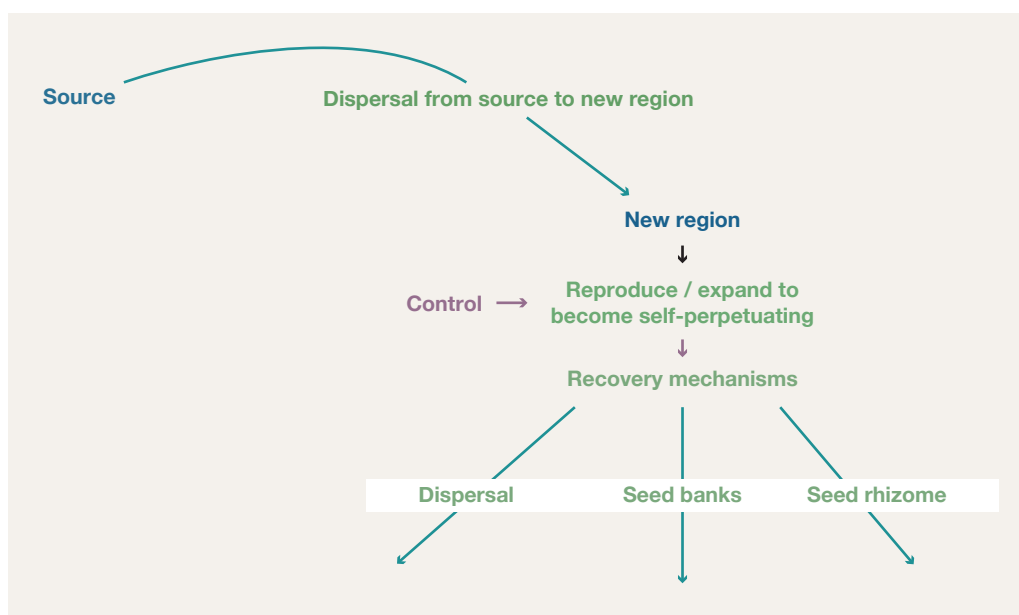 Source
Dispersal from source to new region
New region
Control
Reproduce / expand to
become self-perpetuating
Recovery mechanisms
Dispersal
Seed banks
Seed rhizome